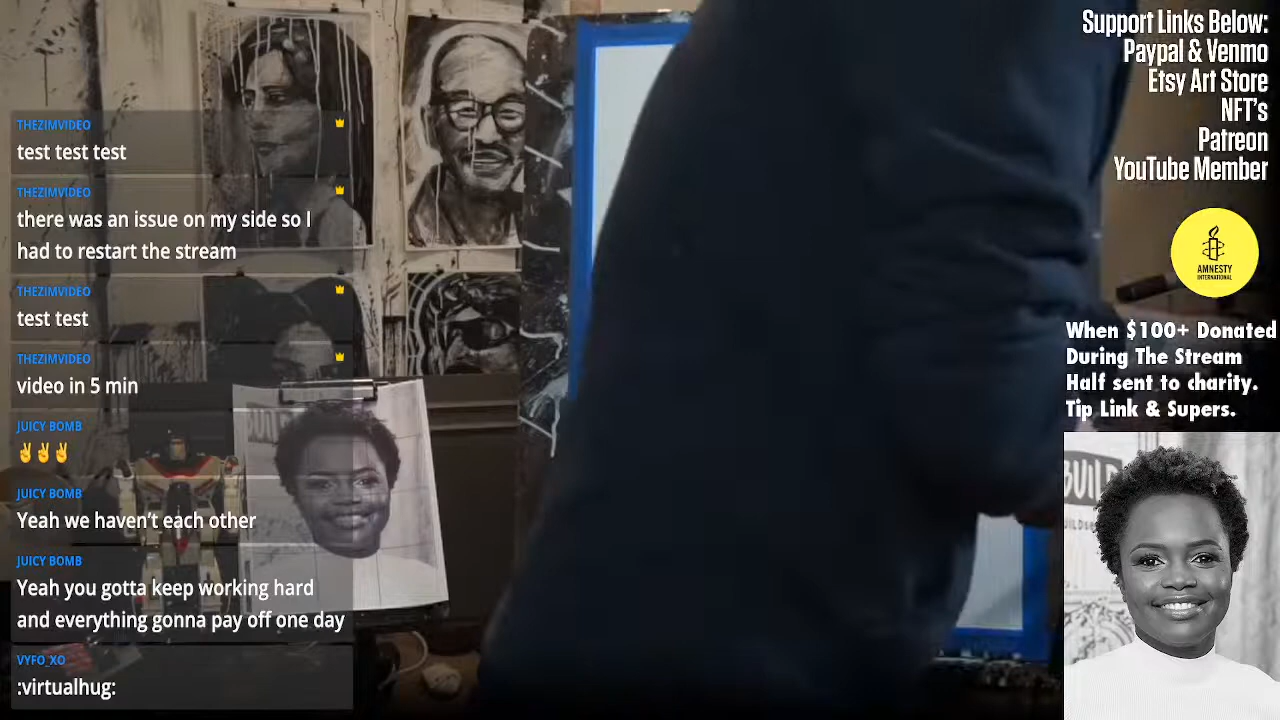 THEZIMVIDEO
test test test
THEZIMVIDEO
there was an issue on my side so I
had to restart the stream
THEZIMVIDEO
test test
THEZIMVIDEO
video in 5 min
JUICY BOMB
✌✌✌
JUICY BOMB
Yeah we haven't each other
JUICY BOMB
Yeah you gotta keep working hard
and everything gonna pay off one day
VYFO_XO
:virtualhug:
Support Links Below:
Paypal & Venmo
Etsy Art Store
NFT's
Patreon
YouTube Member
AMNESTY
INTERNATIONAL
When $100+ Donated
During The Stream
Half sent to charity.
Tip Link & Supers.
BUILD